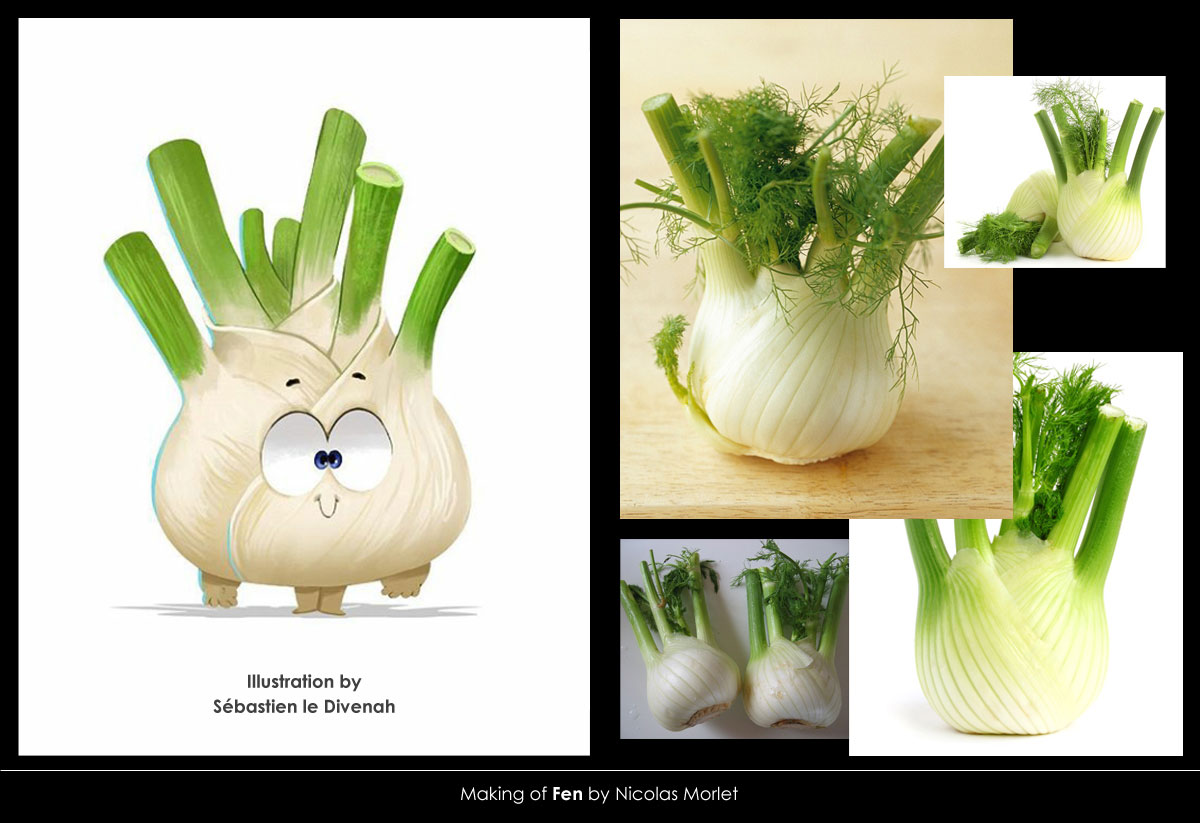 Illustration by
Sébastien le Divenah
Making of Fen by Nicolas Morlet